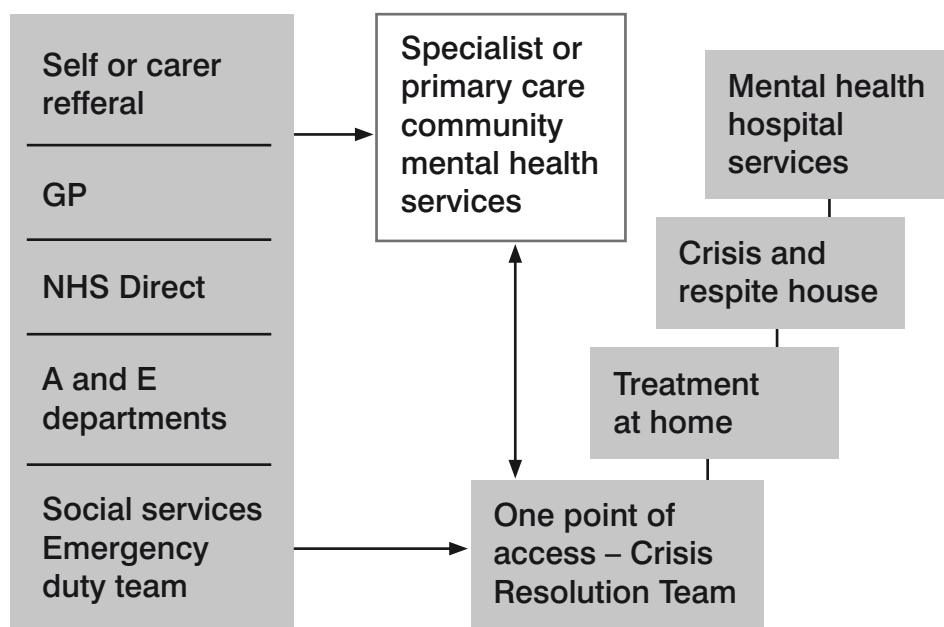 Self or carer
refferal
GP
NHS Direct
A and E
departments
Social services
Emergency
duty team
Specialist or
primary care
community
mental health
services
Mental health
hospital
services
Crisis and
respite house
Treatment
at home
One point of
access – Crisis
Resolution Team